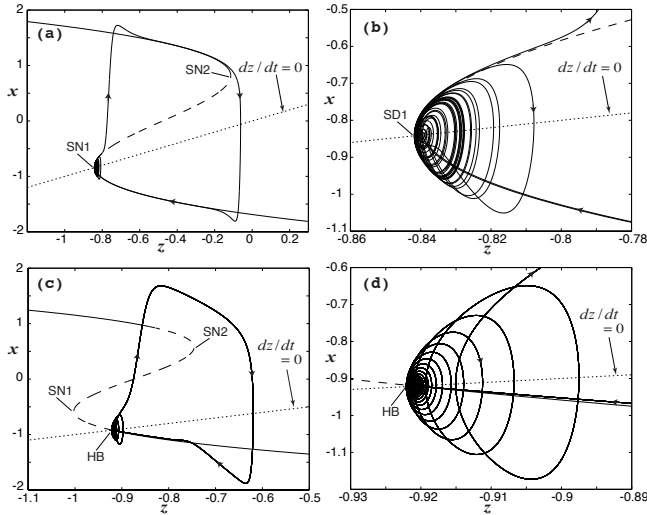 (a)
2
1
x
0
-1
-2
-1
-0.8
-0.6
-0.4
-0.2
0
0.2
z
SN1
SN2
dz/dt = 0
(b)
-0.5
-0.6
-0.7
-0.8
x
-0.9
-1
-1.1
-0.86
-0.84
-0.82
-0.8
-0.78
z
SD1
dz/dt = 0
(c)
2
1
x
0
-1
-2
-1.1
-1
-0.9
-0.8
-0.7
-0.6
-0.5
z
SN1
SN2
HB
dz/dt
= 0
(d)
-0.6
-0.7
-0.8
x
-0.9
-1
-1.1
-0.93
-0.92
-0.91
-0.9
-0.89
z
HB
dz/dt
= 0